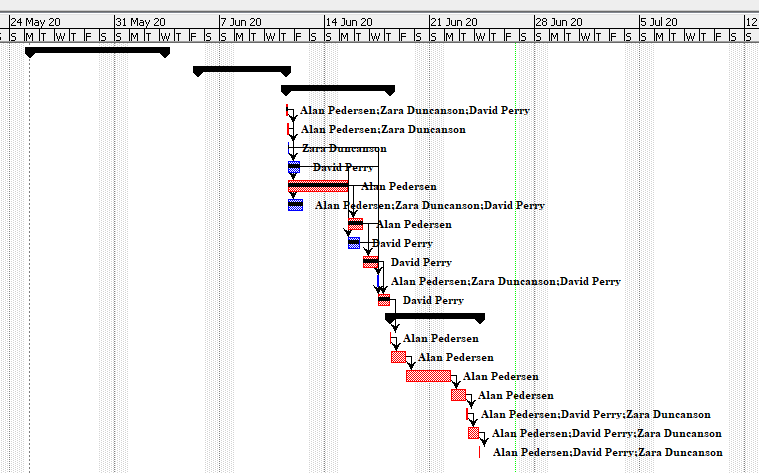 24 May 20 31 May 20 7 Jun 20 14 Jun 20 21 Jun 20 28 Jun 20 5 Jul 20 12
S S M T W T F S S M T W T F S S M T W T F S S M T W T F S S M T W T F S S M T W T F S S M T W T F S S
Alan Pedersen;Zara Duncanson;David Perry
Alan Pedersen;Zara Duncanson
Zara Duncanson
David Perry
Alan Pedersen
Alan Pedersen;Zara Duncanson;David Perry
Alan Pedersen
David Perry
David Perry
Alan Pedersen;Zara Duncanson;David Perry
David Perry
Alan Pedersen
Alan Pedersen
Alan Pedersen
Alan Pedersen
Alan Pedersen;David Perry;Zara Duncanson
Alan Pedersen;David Perry;Zara Duncanson
Alan Pedersen;David Perry;Zara Duncanson